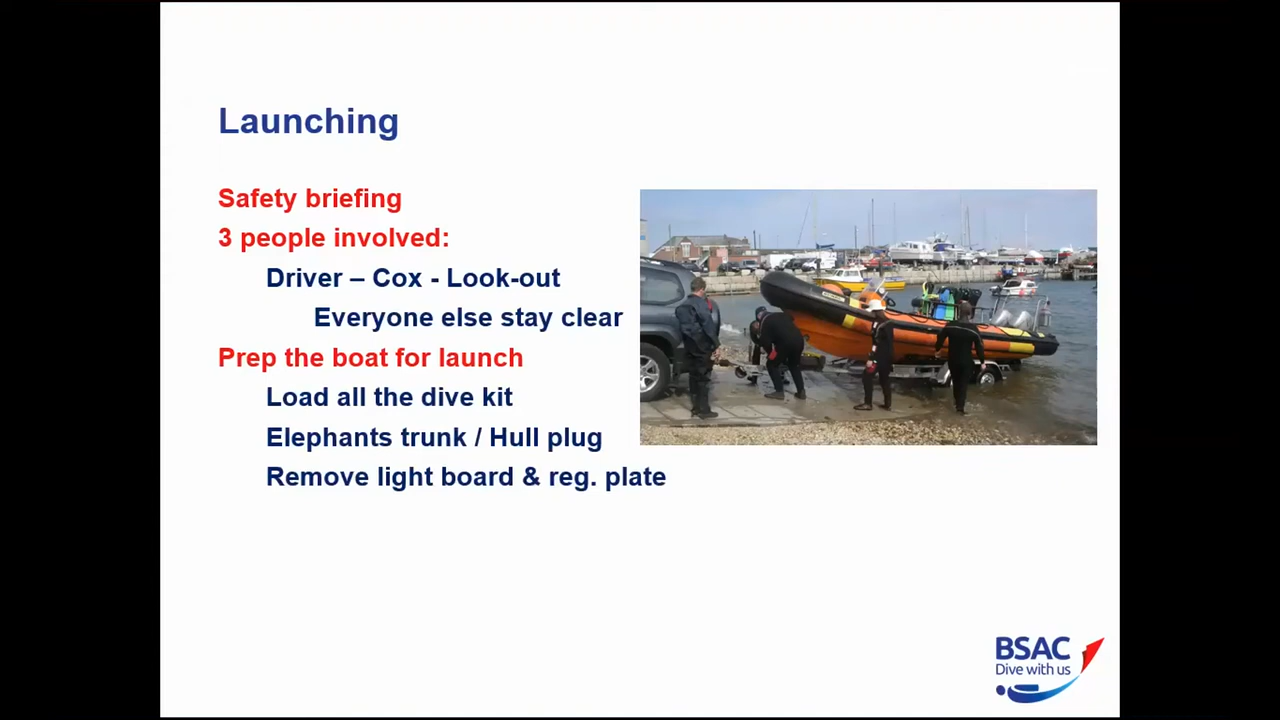 Launching
Safety briefing
3 people involved:
Driver – Cox - Look-out
Everyone else stay clear
Prep the boat for launch
Load all the dive kit
Elephants trunk / Hull plug
Remove light board & reg. plate
BSAC
Dive with us